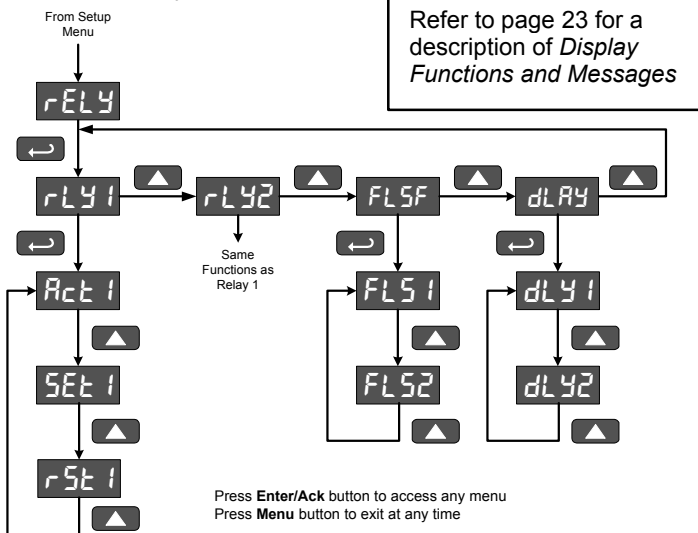 From Setup
Menu
Refer to page 23 for a
description of Display
Functions and Messages
rELY
rLY1
rLY2
FLSF
dLAY
Same
Functions as
Relay 1
Act1
FLS1
dLY1
SEt1
FLS2
dLY2
rSt1
Press Enter/Ack button to access any menu
Press Menu button to exit at any time